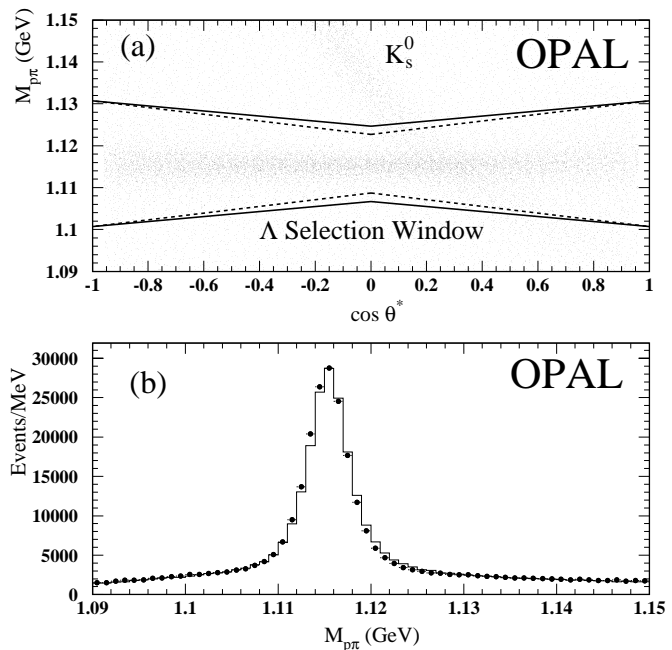 M_pπ (GeV)
1.15
1.14
1.13
1.12
1.11
1.1
1.09
(a)
K_s^0
OPAL
Λ Selection Window
-1 -0.8 -0.6 -0.4 -0.2 0 0.2 0.4 0.6 0.8 1
cos θ*
Events/MeV
30000
25000
20000
15000
10000
5000
0
(b)
OPAL
1.09 1.1 1.11 1.12 1.13 1.14 1.15
M_pπ (GeV)